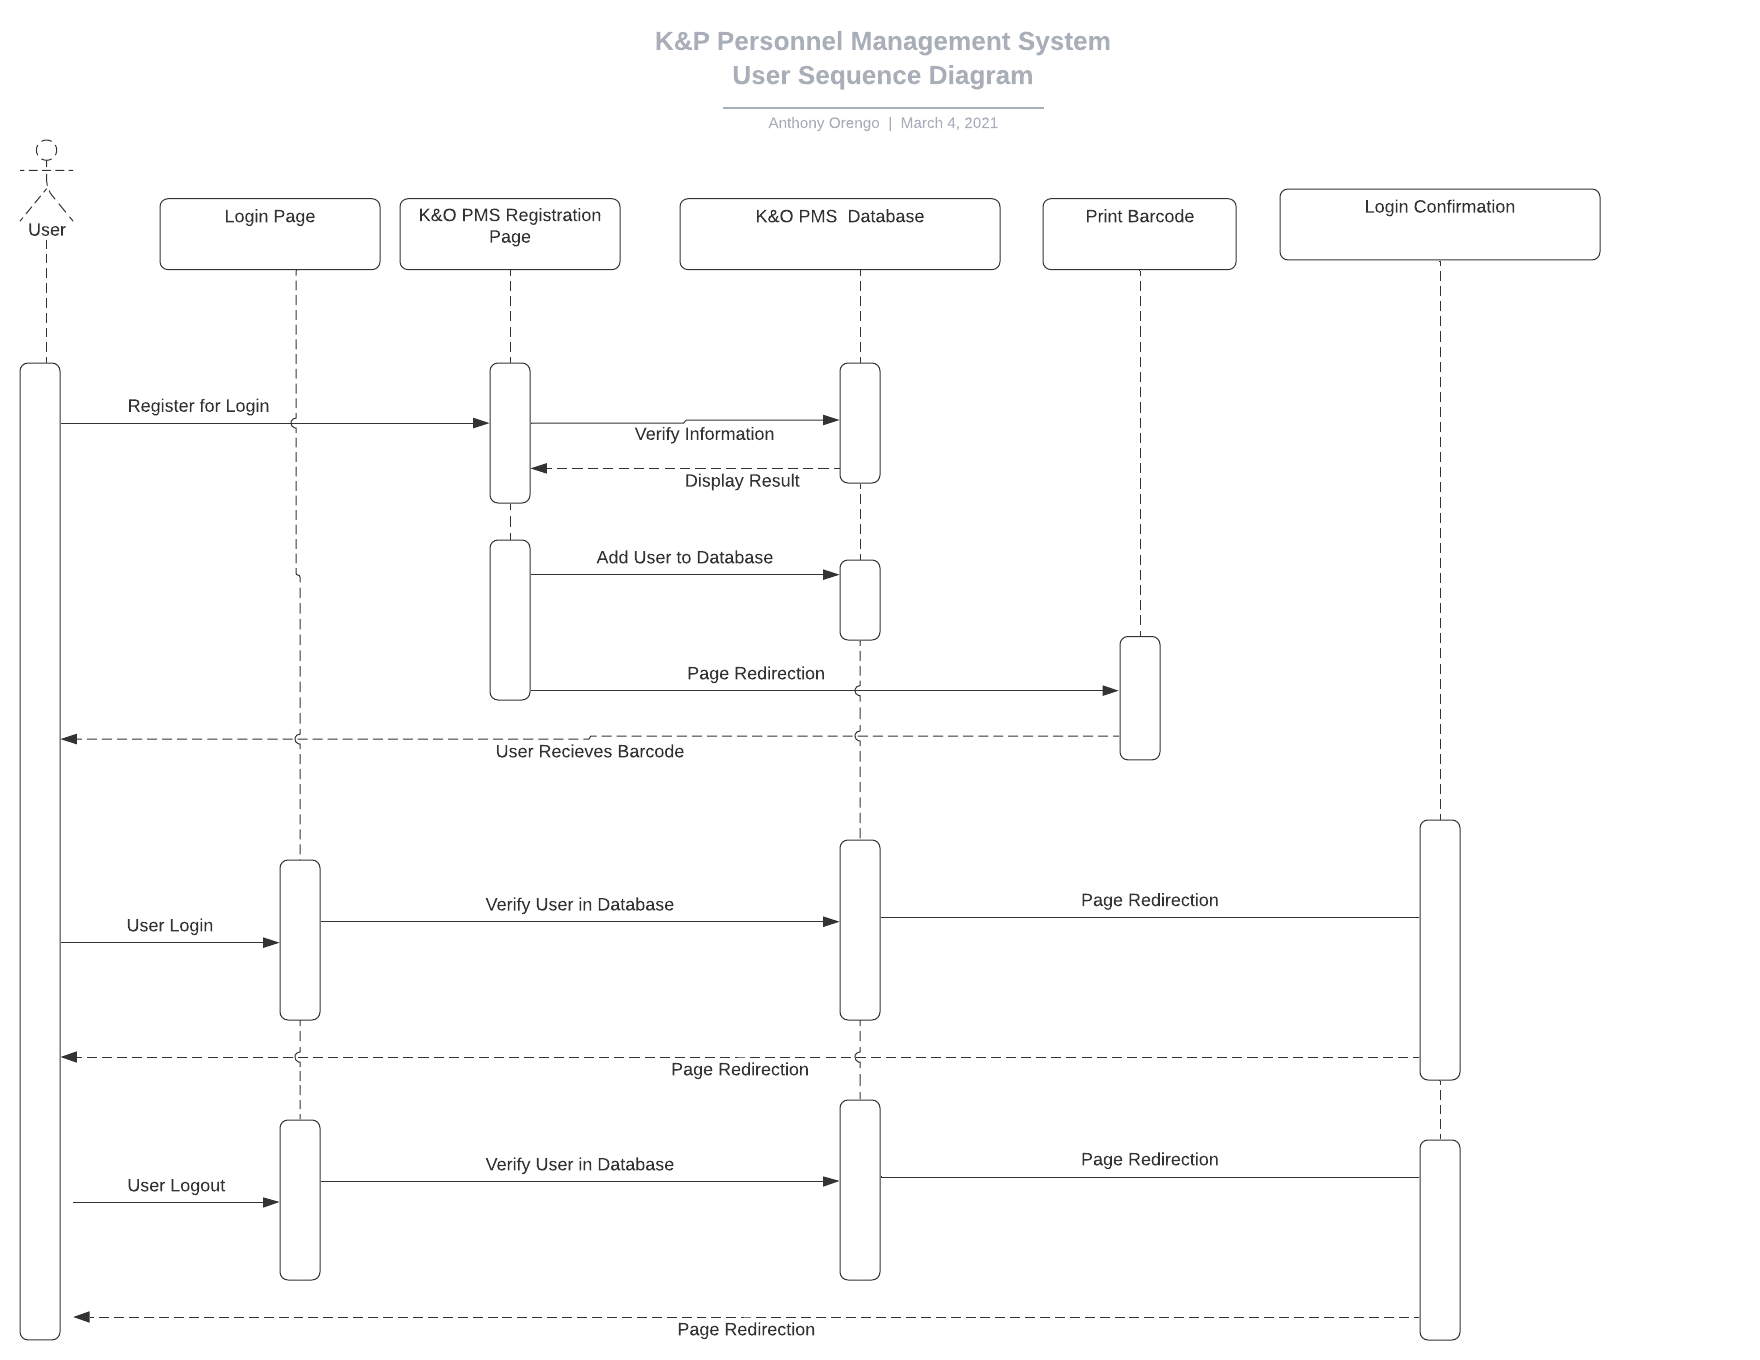 K&P Personnel Management System
User Sequence Diagram
Anthony Orengo | March 4, 2021
User
Login Page
K&O PMS Registration
Page
K&O PMS  Database
Print Barcode
Login Confirmation
Register for Login
Verify Information
Display Result
Add User to Database
Page Redirection
User Recieves Barcode
User Login
Verify User in Database
Page Redirection
Page Redirection
User Logout
Verify User in Database
Page Redirection
Page Redirection